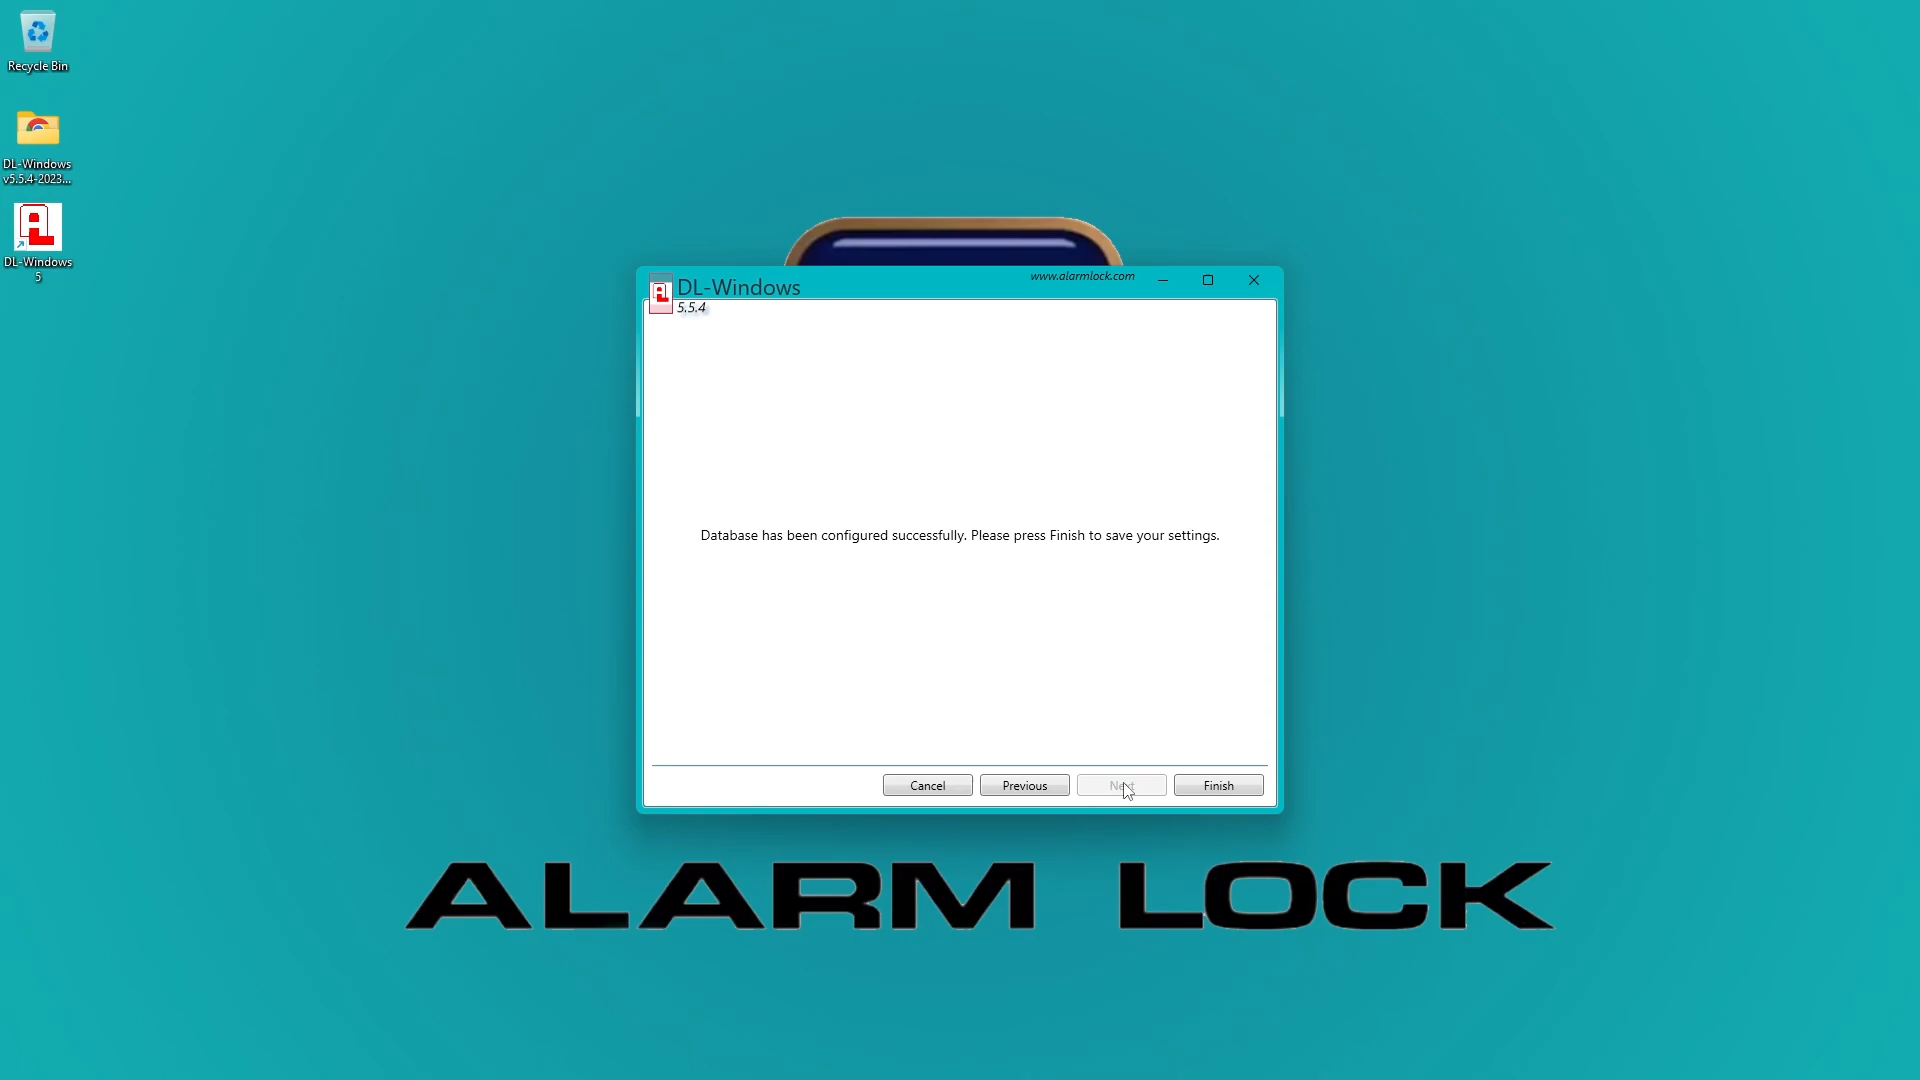 Recycle Bin
DL-Windows
v5.5.4-2023...
DL-Windows
5
DL-Windows
5.5.4
www.alarmlock.com
Database has been configured successfully. Please press Finish to save your settings.
Cancel
Previous
Next
Finish
ALARM LOCK